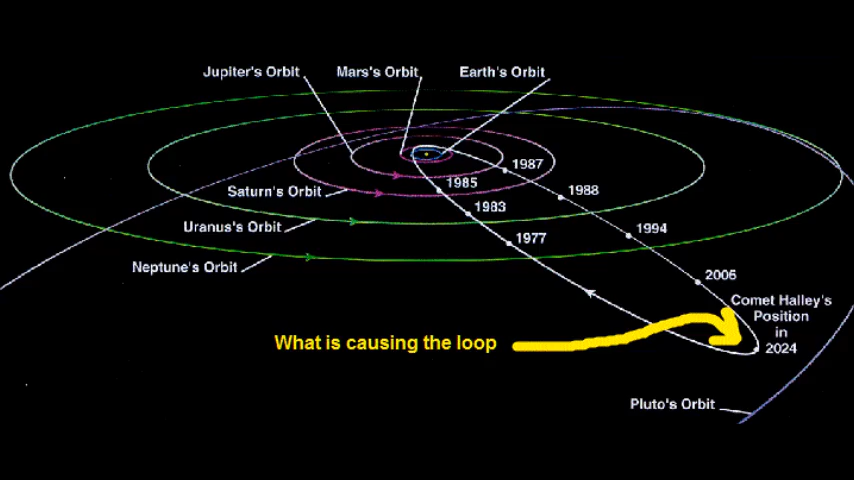 Jupiter's Orbit
Mars's Orbit
Earth's Orbit
1987
1985
1988
Saturn's Orbit
1983
Uranus's Orbit
1994
1977
Neptune's Orbit
2005
Comet Halley's
Position
in
2024
What is causing the loop
Pluto's Orbit